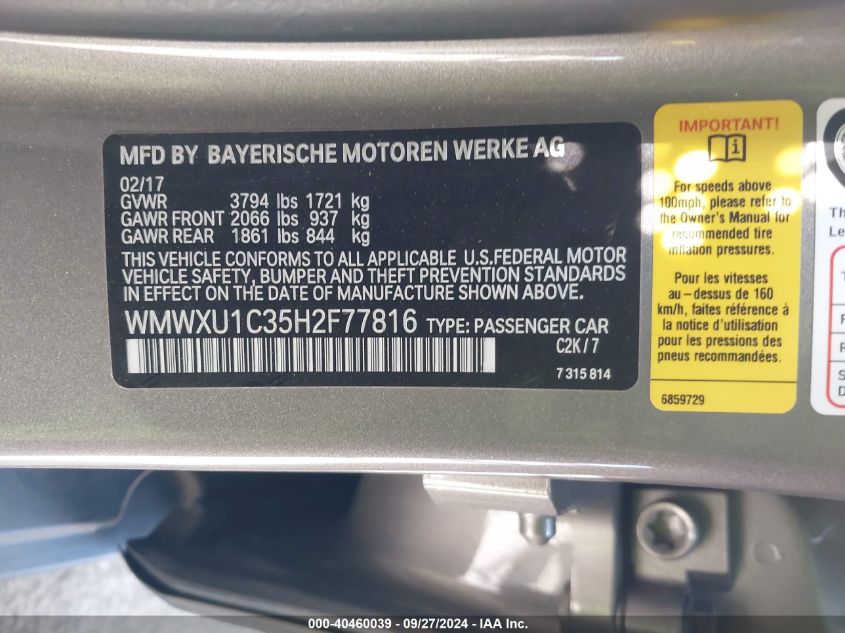 MFD BY BAYERISCHE MOTOREN WERKE AG
02/17
GVWR 3794 lbs 1721 kg
GAWR FRONT 2066 lbs 937 kg
GAWR REAR 1861 lbs 844 kg
THIS VEHICLE CONFORMS TO ALL APPLICABLE U.S.FEDERAL MOTOR
VEHICLE SAFETY, BUMPER AND THEFT PREVENTION STANDARDS
IN EFFECT ON THE DATE OF MANUFACTURE SHOWN ABOVE.
WMWXU1C35H2F77816 TYPE: PASSENGER CAR
C2K/7
7 315 814
IMPORTANT!
For speeds above
100mph, please refer to
the Owner's Manual for
recommended tire
inflation pressures.
Pour les vitesses
au-dessus de 160
km/h, faites référence à
la notice d'utilisation
pour les pressions des
pneus recommandées.
6859729
000-40460039 / 09/27/2024 - IAAI.com